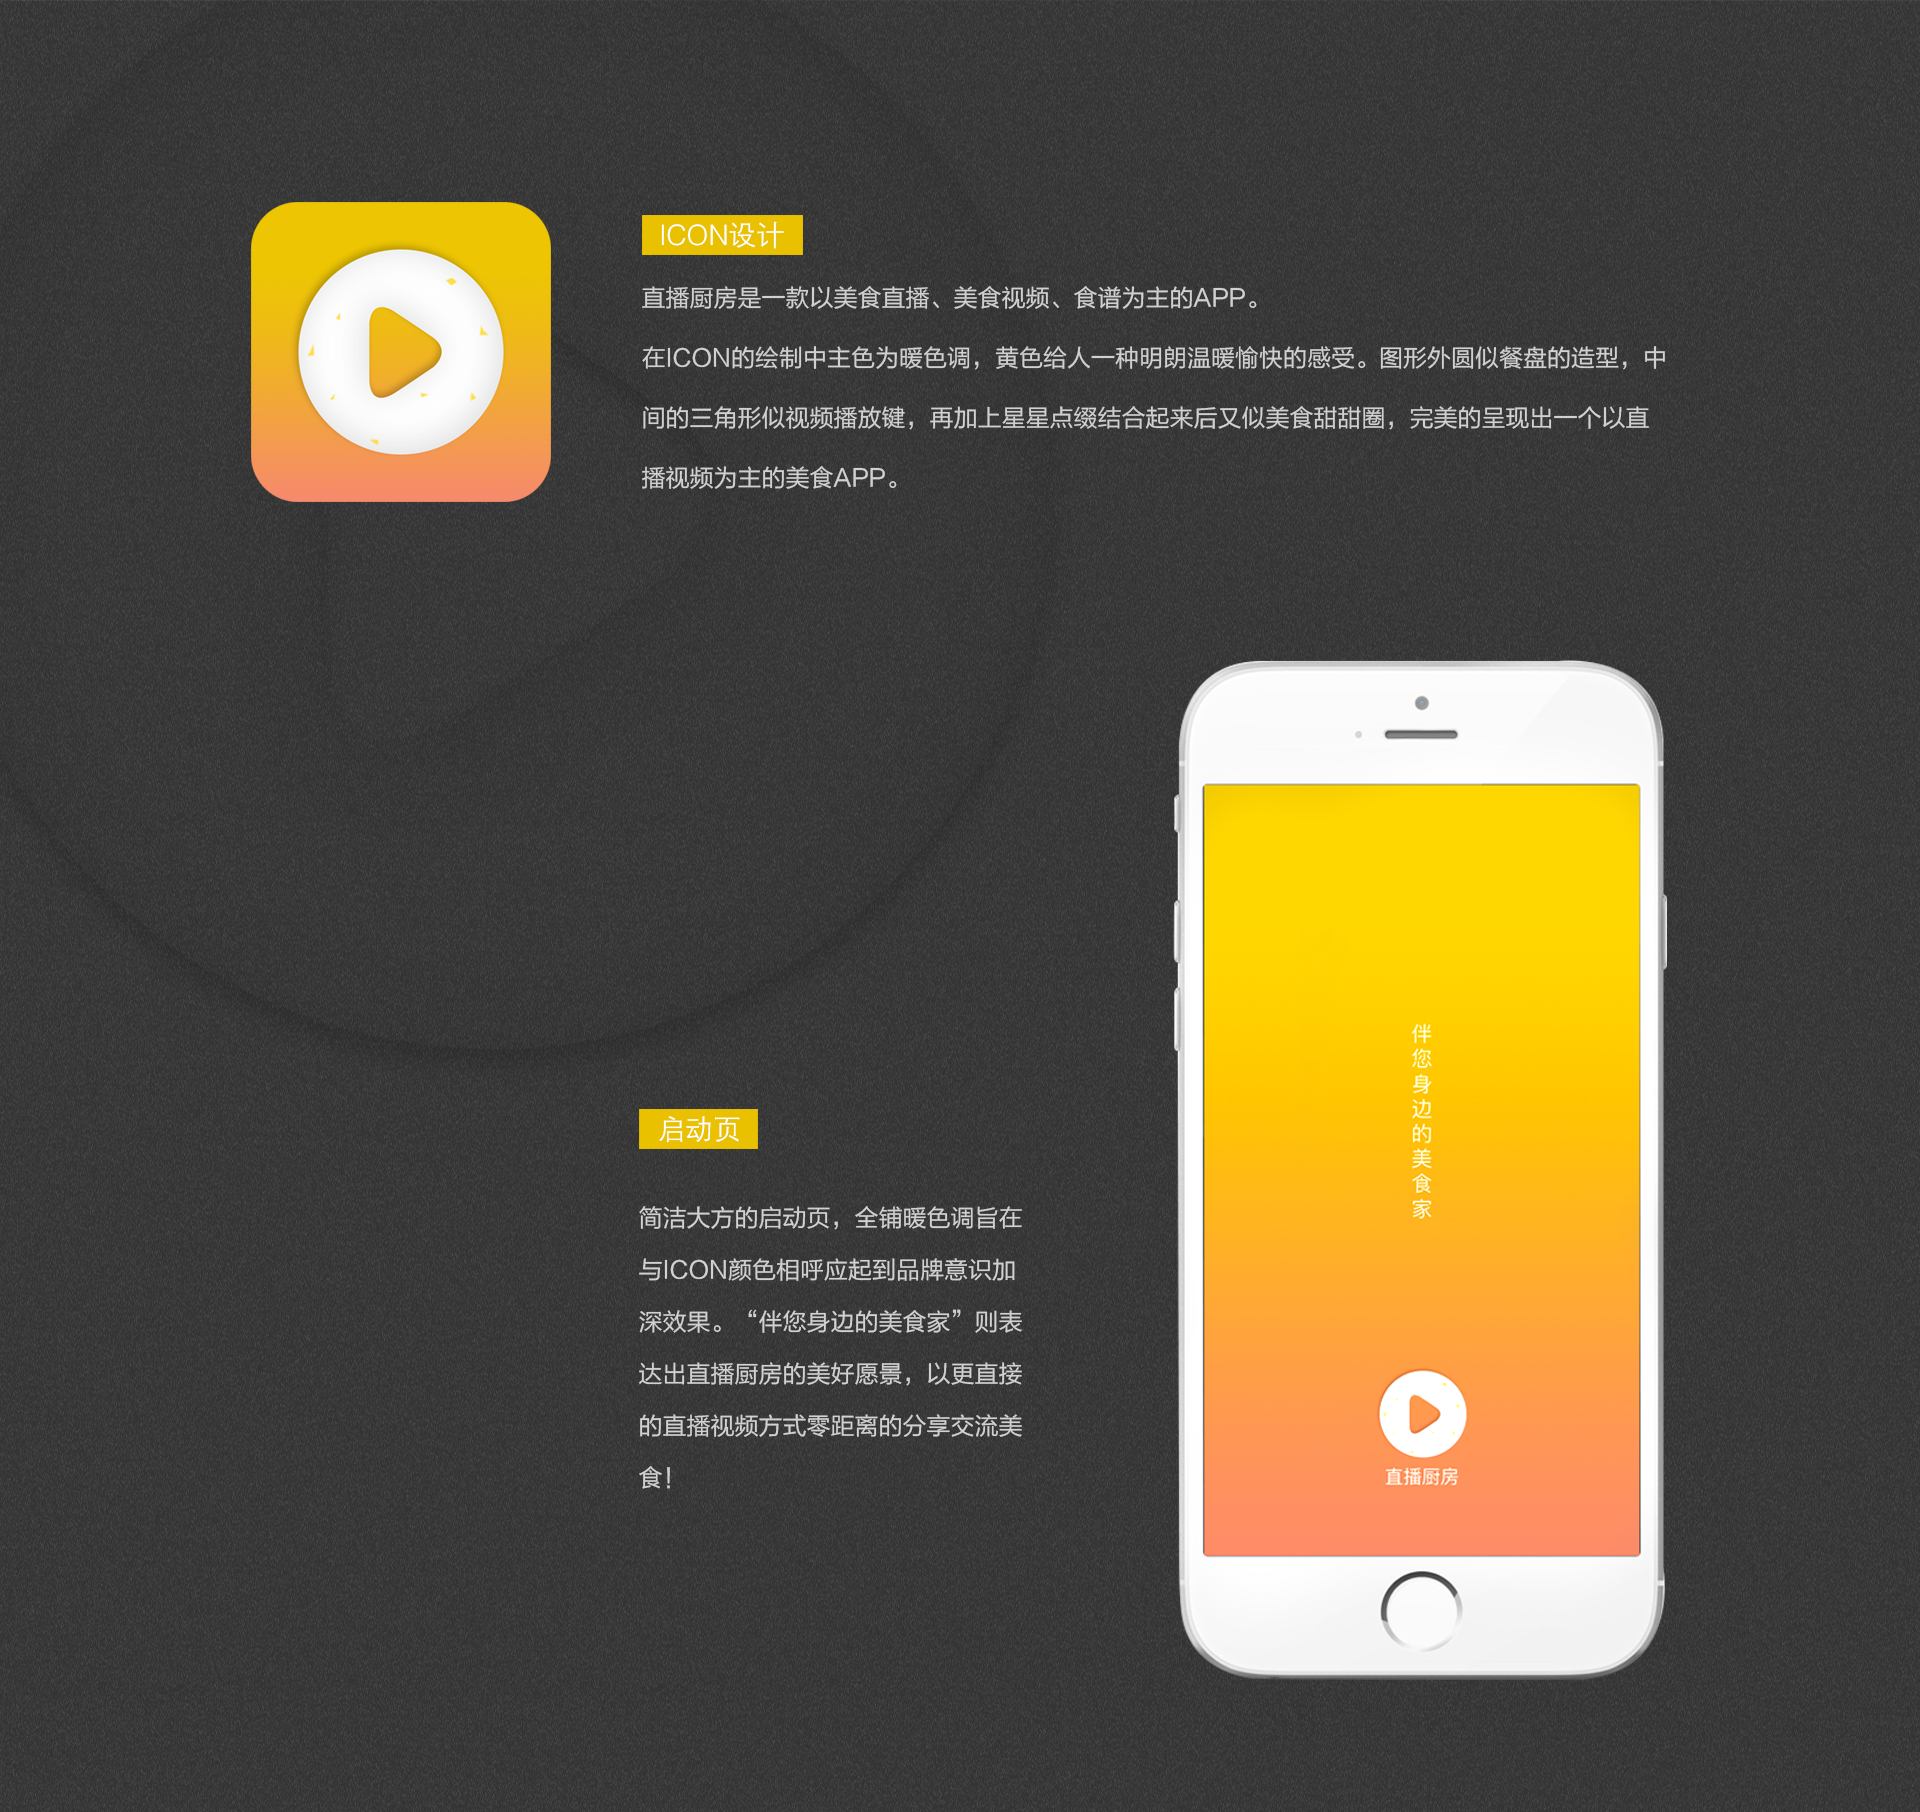 ICON设计
直播厨房是一款以美食直播、美食视频、食谱为主的APP。
在ICON的绘制中主色为暖色调，黄色给人一种明朗温暖愉快的感受。图形外圆似餐盘的造型，中
间的三角形似视频播放键，再加上星星点缀结合起来后又似美食甜甜圈，完美的呈现出一个以直
播视频为主的美食APP。
伴您身边的美食家
启动页
简洁大方的启动页，全铺暖色调旨在
与ICON颜色相呼应起到品牌意识加
深效果。“伴您身边的美食家”则表
达出直播厨房的美好愿景，以更直接
的直播视频方式零距离的分享交流美
食！
直播厨房